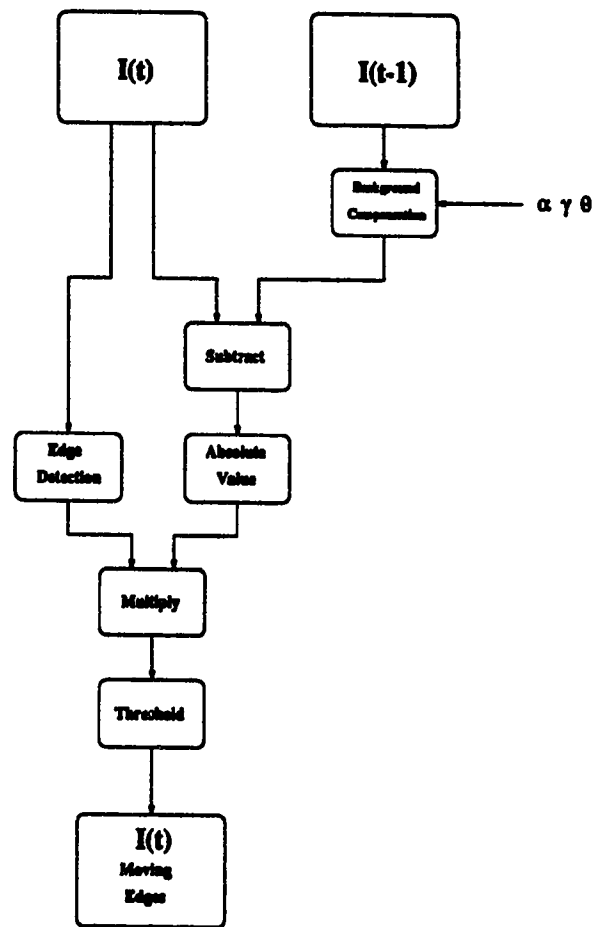 I(t)
I(t-1)
Background
Compensation
α γ θ
Subtract
Edge
Detection
Absolute
Value
Multiply
Threshold
I(t)
Moving
Edges